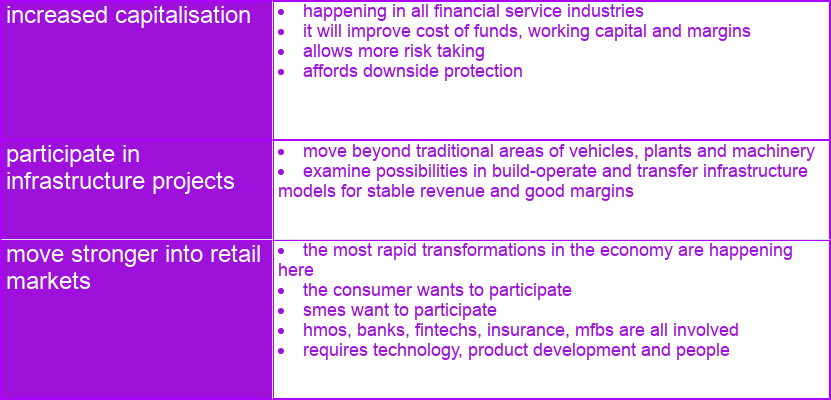 increased capitalisation
• happening in all financial service industries
• it will improve cost of funds, working capital and margins
• allows more risk taking
• affords downside protection
participate in
infrastructure projects
• move beyond traditional areas of vehicles, plants and machinery
• examine possibilities in build-operate and transfer infrastructure
models for stable revenue and good margins
move stronger into retail
markets
• the most rapid transformations in the economy are happening
here
• the consumer wants to participate
• smes want to participate
• hmos, banks, fintechs, insurance, mfbs are all involved
• requires technology, product development and people